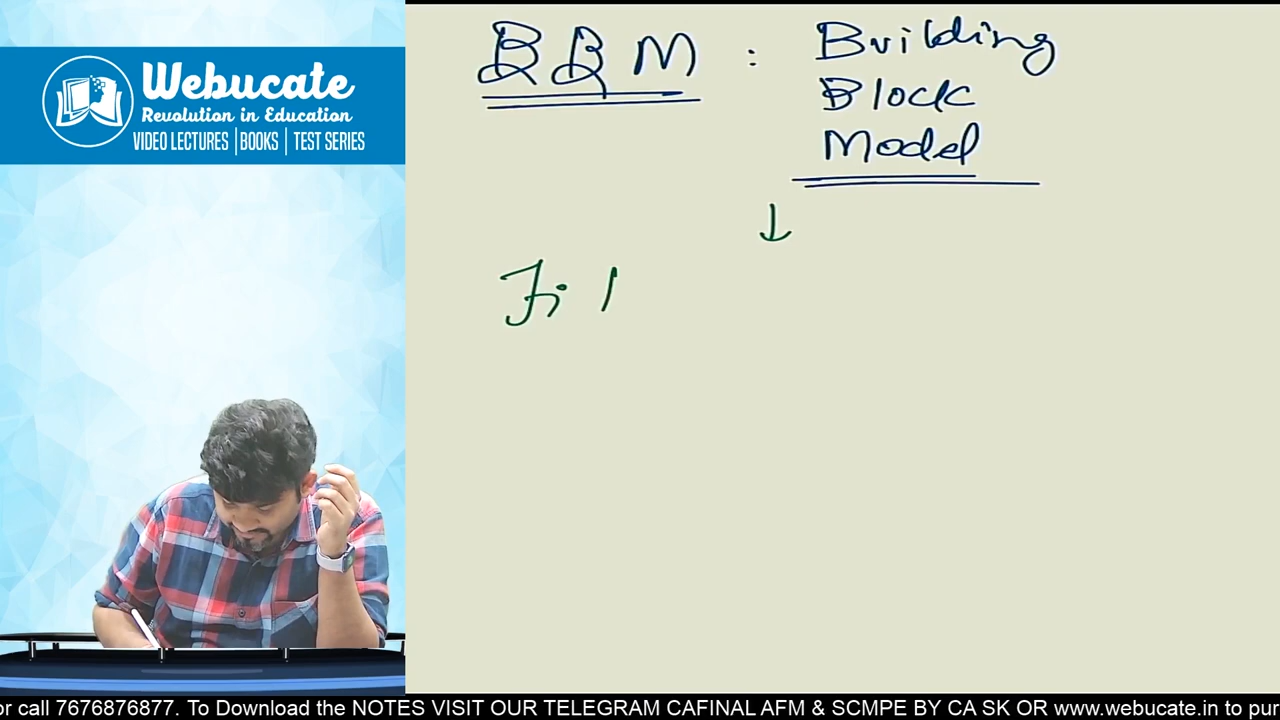 Webucate
Revolution in Education
VIDEO LECTURES | BOOKS | TEST SERIES
BBM : Building
Block
Model
↓
or call 7676876877. To Download the NOTES VISIT OUR TELEGRAM CAFINAL AFM & SCMPE BY CA SK OR www.webucate.in to pur